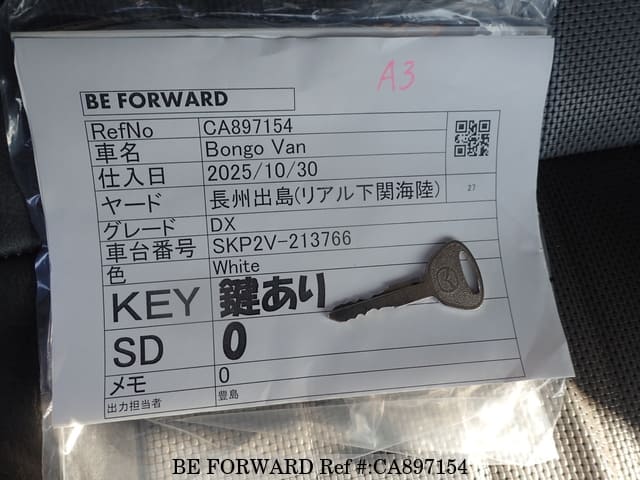 A3
BE FORWARD
RefNo CA897154
車名 Bongo Van
仕入日 2025/10/30
ヤード 長州出島(リアル下関海陸) 27
グレード DX
車台番号 SKP2V-213766
色 White
KEY 鍵あり
SD 0
メモ 0
出力担当者 豊島
BE FORWARD Ref #:CA897154